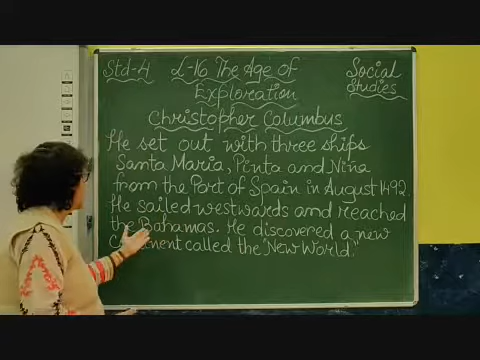 Std-4 L-16 The Age of Social
Exploration Studies
Christopher Columbus
He set out with three ships
Santa Maria, Pinta and Niña
from the Port of Spain in August 1492.
He sailed westwards and reached
the Bahamas. He discovered a new
called the New World."